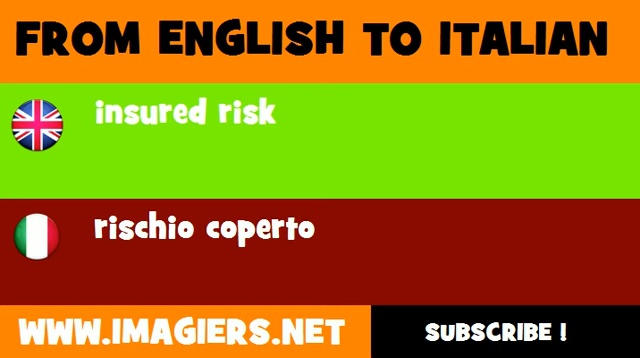 FROM ENGLISH TO ITALIAN
insured risk
rischio coperto
WWW.IMAGIERS.NET
SUBSCRIBE !